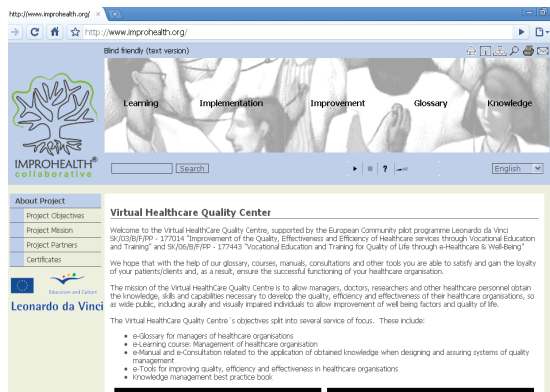 http://www.improhealth.org/
http://www.improhealth.org/
Blind friendly (text version)
Learning
Implementation
Improvement
Glossary
Knowledge
IMPROHEALTH®
collaborative
Search
?
English
About Project
Project Objectives
Project Mission
Project Partners
Certificates
Education and Culture
Leonardo da Vinci
Virtual Healthcare Quality Center
Welcome to the Virtual HealthCare Quality Centre, supported by the European Community pilot programme Leonardo da Vinci
SK/03/B/F/PP - 177014 "Improvement of the Quality, Effectiveness and Efficiency of Healthcare services through Vocational Education
and Training" and SK/06/B/F/PP - 177443 "Vocational Education and Training for Quality of Life through e-Healthcare & Well-Being"
We hope that with the help of our glossary, courses, manuals, consultations and other tools you are able to satisfy and gain the loyalty
of your patients/clients and, as a result, ensure the successful functioning of your healthcare organisation.
The mission of the Virtual HealthCare Quality Centre is to allow managers, doctors, researchers and other healthcare personnel obtain
the knowledge, skills and capabilities necessary to develop the quality, efficiency and effectiveness of their healthcare organisations, so
as wide public, including aurally and visually impaired individuals to allow improvement of well being factors and quality of life.
The Virtual HealthCare Quality Centre´s objectives split into several service of focus. These include:
• e-Glossary for managers of healthcare organisations
• e-Learning course: Management of healthcare organisation
• e-Manual and e-Consultation related to the application of obtained knowledge when designing and assuring systems of quality
management
• e-Tools for improving quality, efficiency and effectiveness in healthcare organisations
• Knowledge management best practice book